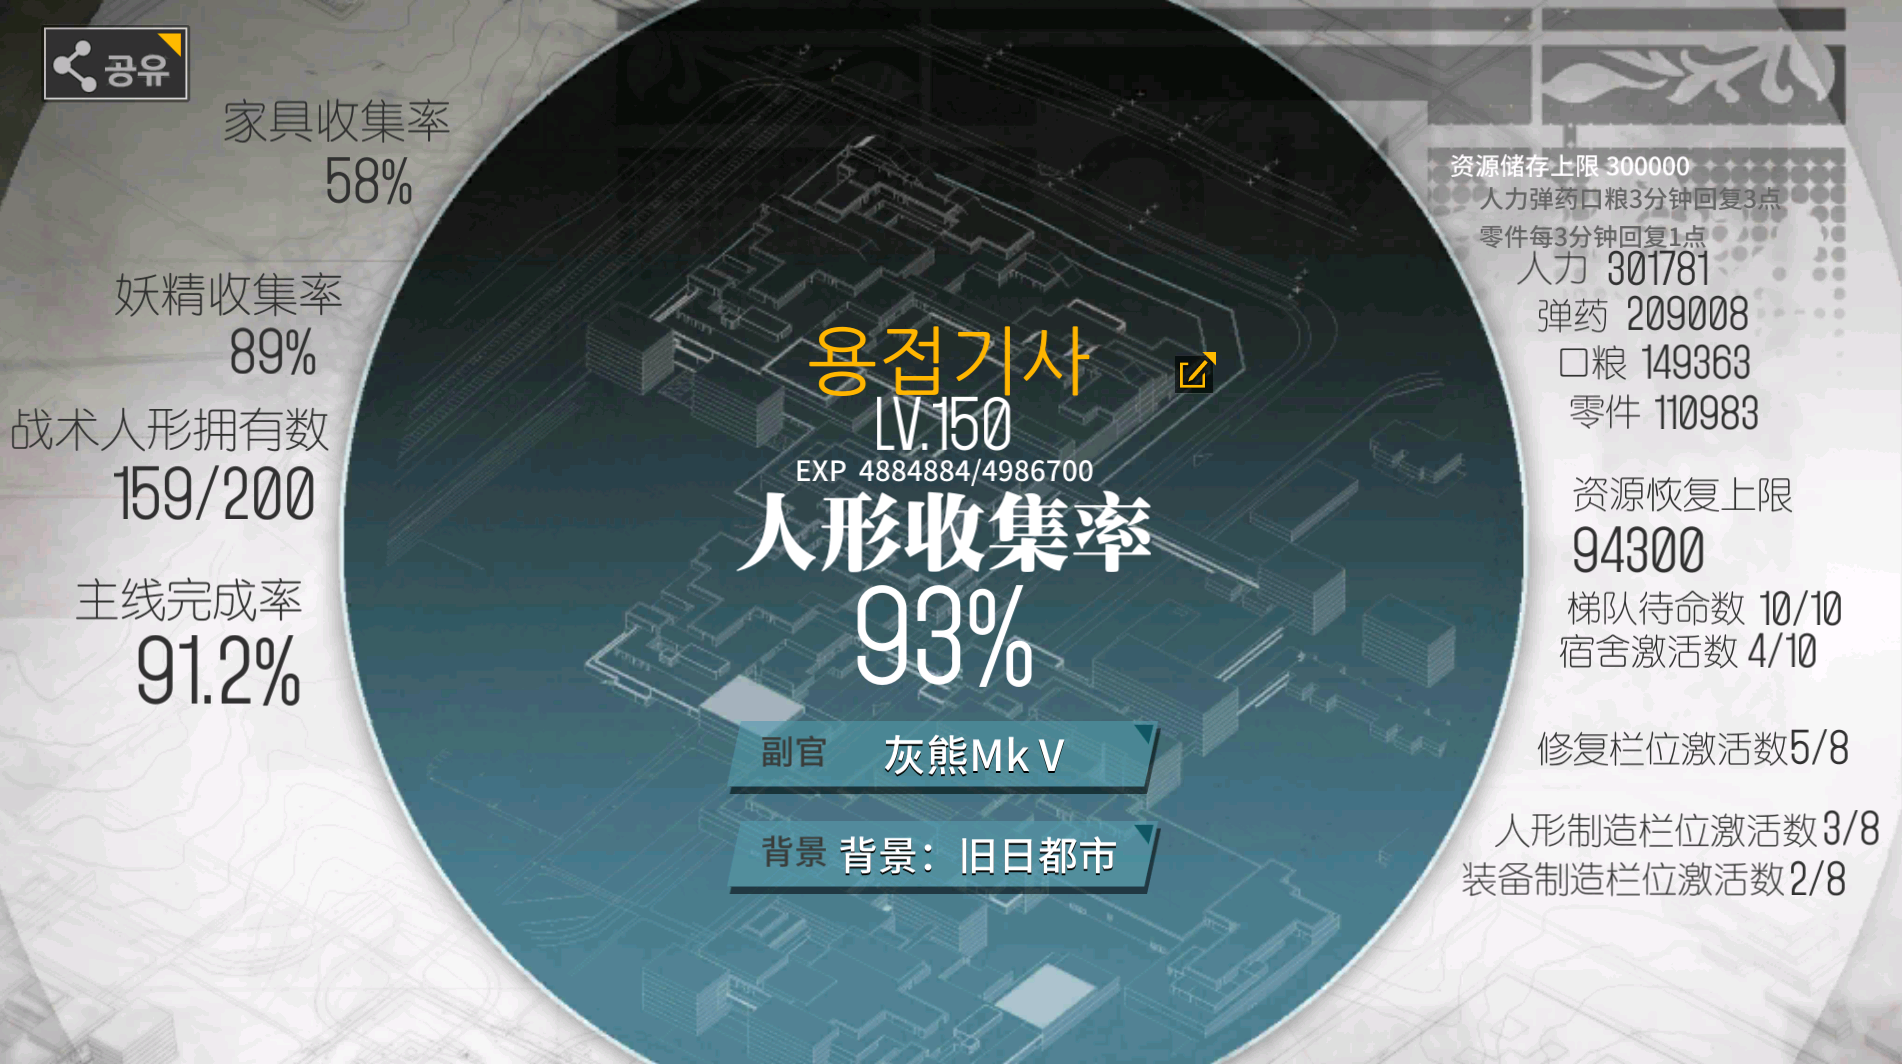 공유
家具收集率
58%
妖精收集率
89%
战术人形拥有数
159/200
主线完成率
91.2%
용접기사
LV.150
EXP 4884884/4986700
人形收集率
93%
副官 灰熊Mk V
背景 背景：旧日都市
资源储存上限 300000
人力弹药口粮3分钟回复3点
零件每3分钟回复1点
人力 301781
弹药 209008
口粮 149363
零件 110983
资源恢复上限
94300
梯队待命数 10/10
宿舍激活数 4/10
修复栏位激活数5/8
人形制造栏位激活数3/8
装备制造栏位激活数2/8